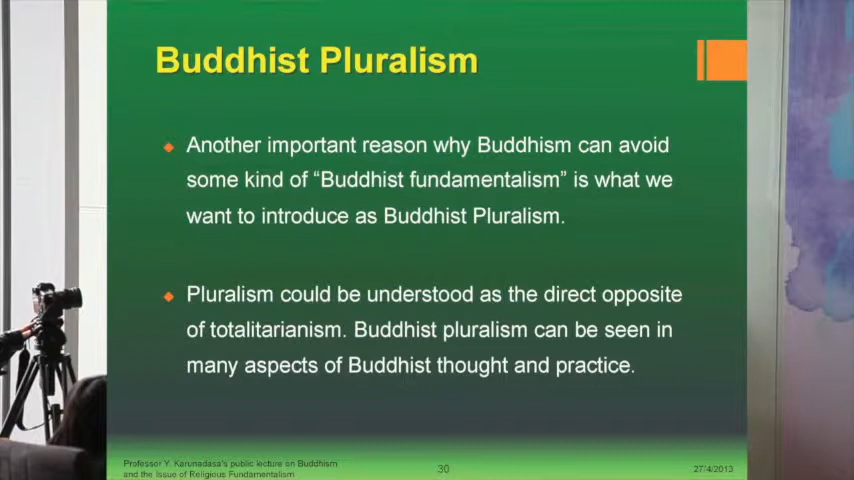 Buddhist Pluralism
Another important reason why Buddhism can avoid
some kind of “Buddhist fundamentalism” is what we
want to introduce as Buddhist Pluralism.
Pluralism could be understood as the direct opposite
of totalitarianism. Buddhist pluralism can be seen in
many aspects of Buddhist thought and practice.
Professor Y. Karunadasa's public lecture on Buddhism
and the Issue of Religious Fundamentalism
30
27/4/2013